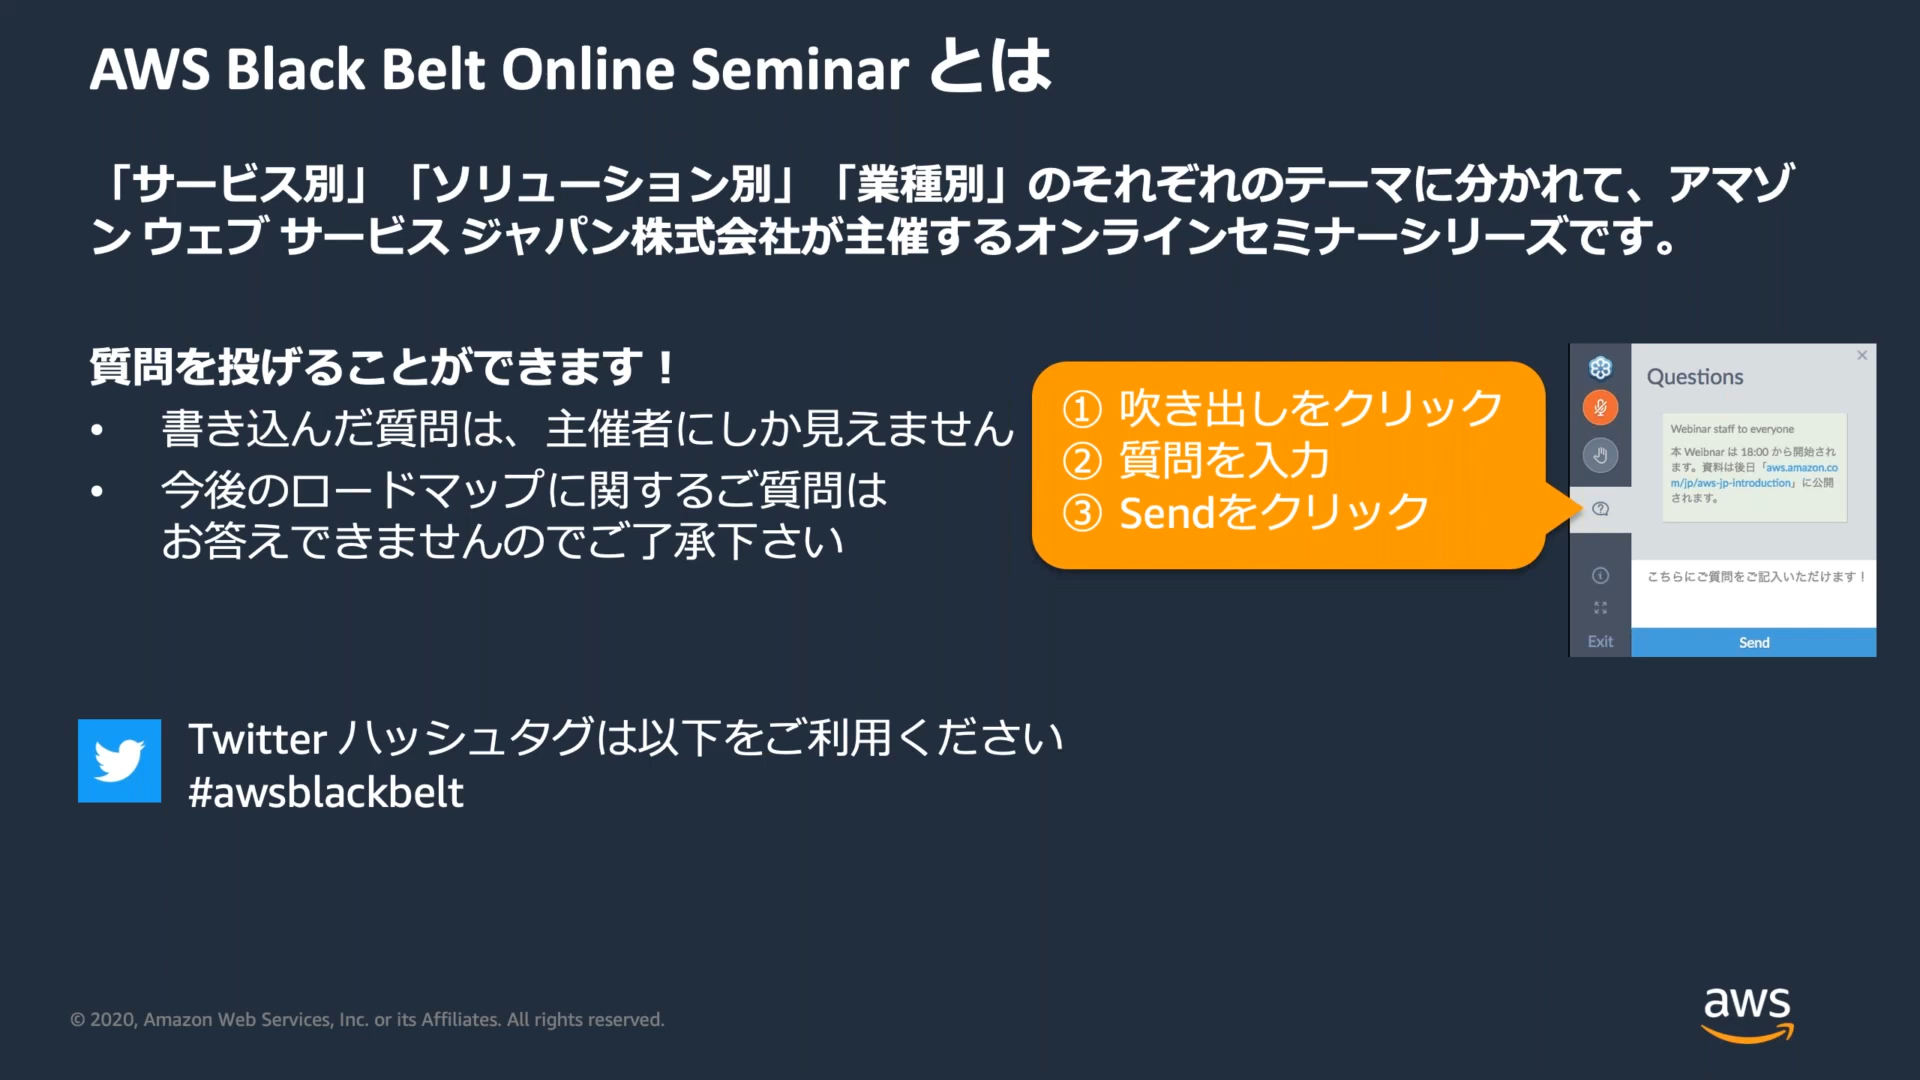 AWS Black Belt Online Seminar とは
「サービス別」「ソリューション別」「業種別」のそれぞれのテーマに分かれて、アマゾ
ン ウェブ サービス ジャパン株式会社が主催するオンラインセミナーシリーズです。
質問を投げることができます！
• 書き込んだ質問は、主催者にしか見えません
• 今後のロードマップに関するご質問は
お答えできませんのでご了承下さい
① 吹き出しをクリック
② 質問を入力
③ Sendをクリック
Questions
Webinar staff to everyone
本 Weibnar は 18:00 から開始され
ます。資料は後日「aws.amazon.co
m/jp/aws-jp-introduction」に公開
されます。
こちらにご質問をご記入いただけます！
Exit
Send
Twitter ハッシュタグは以下をご利用ください
#awsblackbelt
© 2020, Amazon Web Services, Inc. or its Affiliates. All rights reserved.
aws